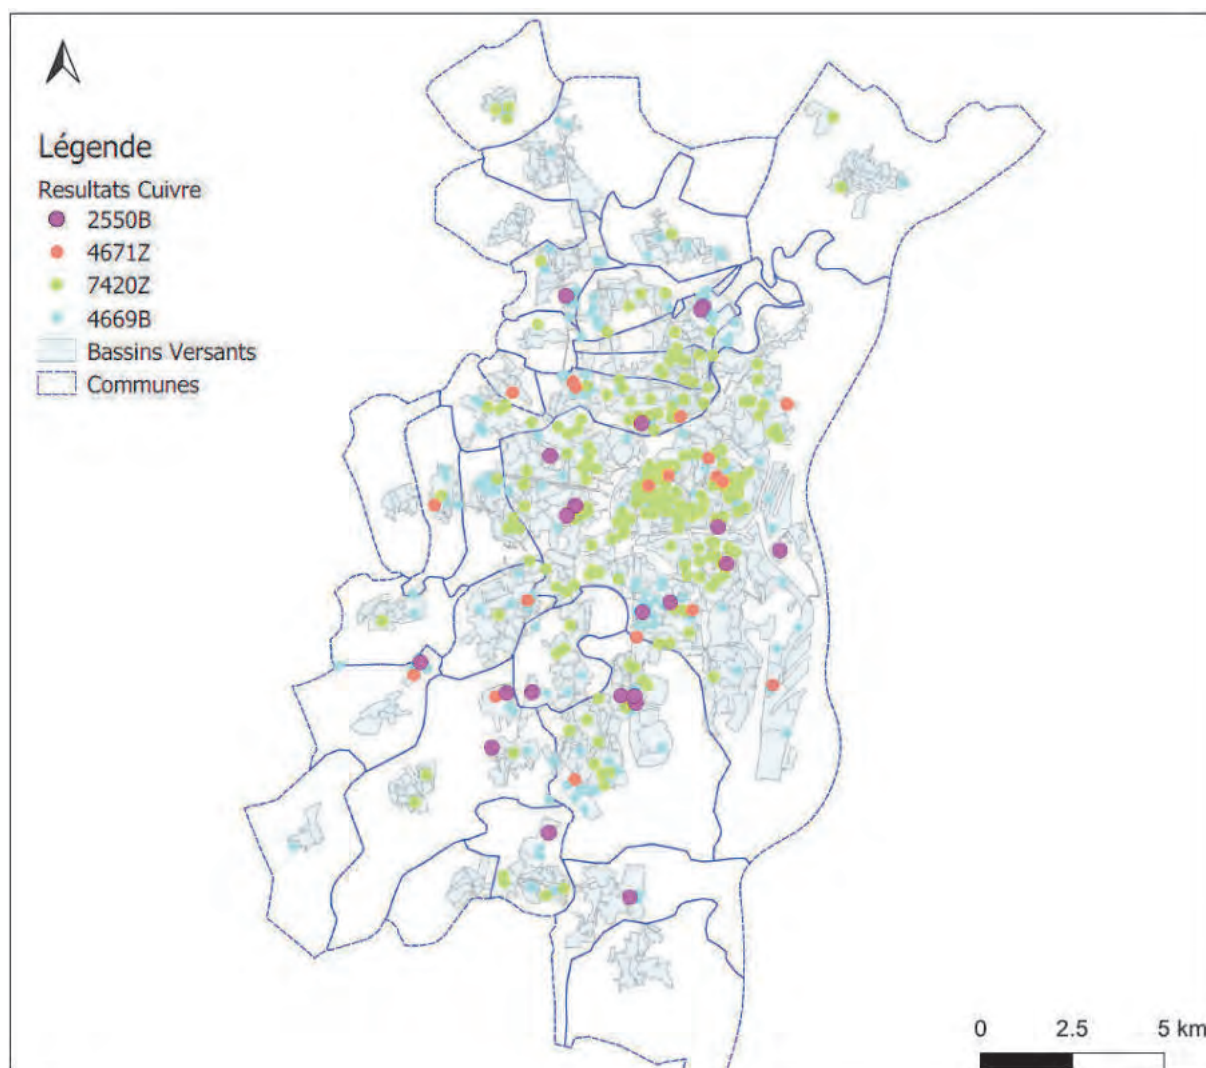 Légende
Resultats Cuivre
2550B
4671Z
7420Z
4669B
Bassins Versants
Communes
0 2.5 5 km